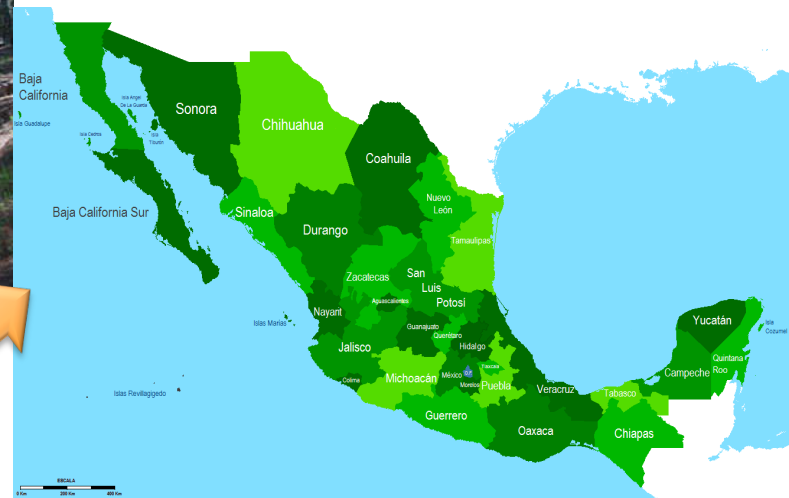 Baja
California
Isla Angel
De La Guarda
Sonora
Chihuahua
Isla Guadalupe
Isla Cedros
Isla
Tiburón
Coahuila
Nuevo
León
Baja California Sur
Sinaloa
Durango
Tamaulipas
Zacatecas
San
Luis
Potosí
Aguascalientes
Nayarit
Islas Marías
Guanajuato
Querétaro
Hidalgo
Jalisco
Tlaxcala
Colima
Michoacán
México
DF
Morelos
Puebla
Veracruz
Tabasco
Yucatán
Isla
Cozumel
Quintana
Roo
Campeche
Islas Revillagigedo
Guerrero
Oaxaca
Chiapas
ESCALA
0 Km 200 Km 400 Km